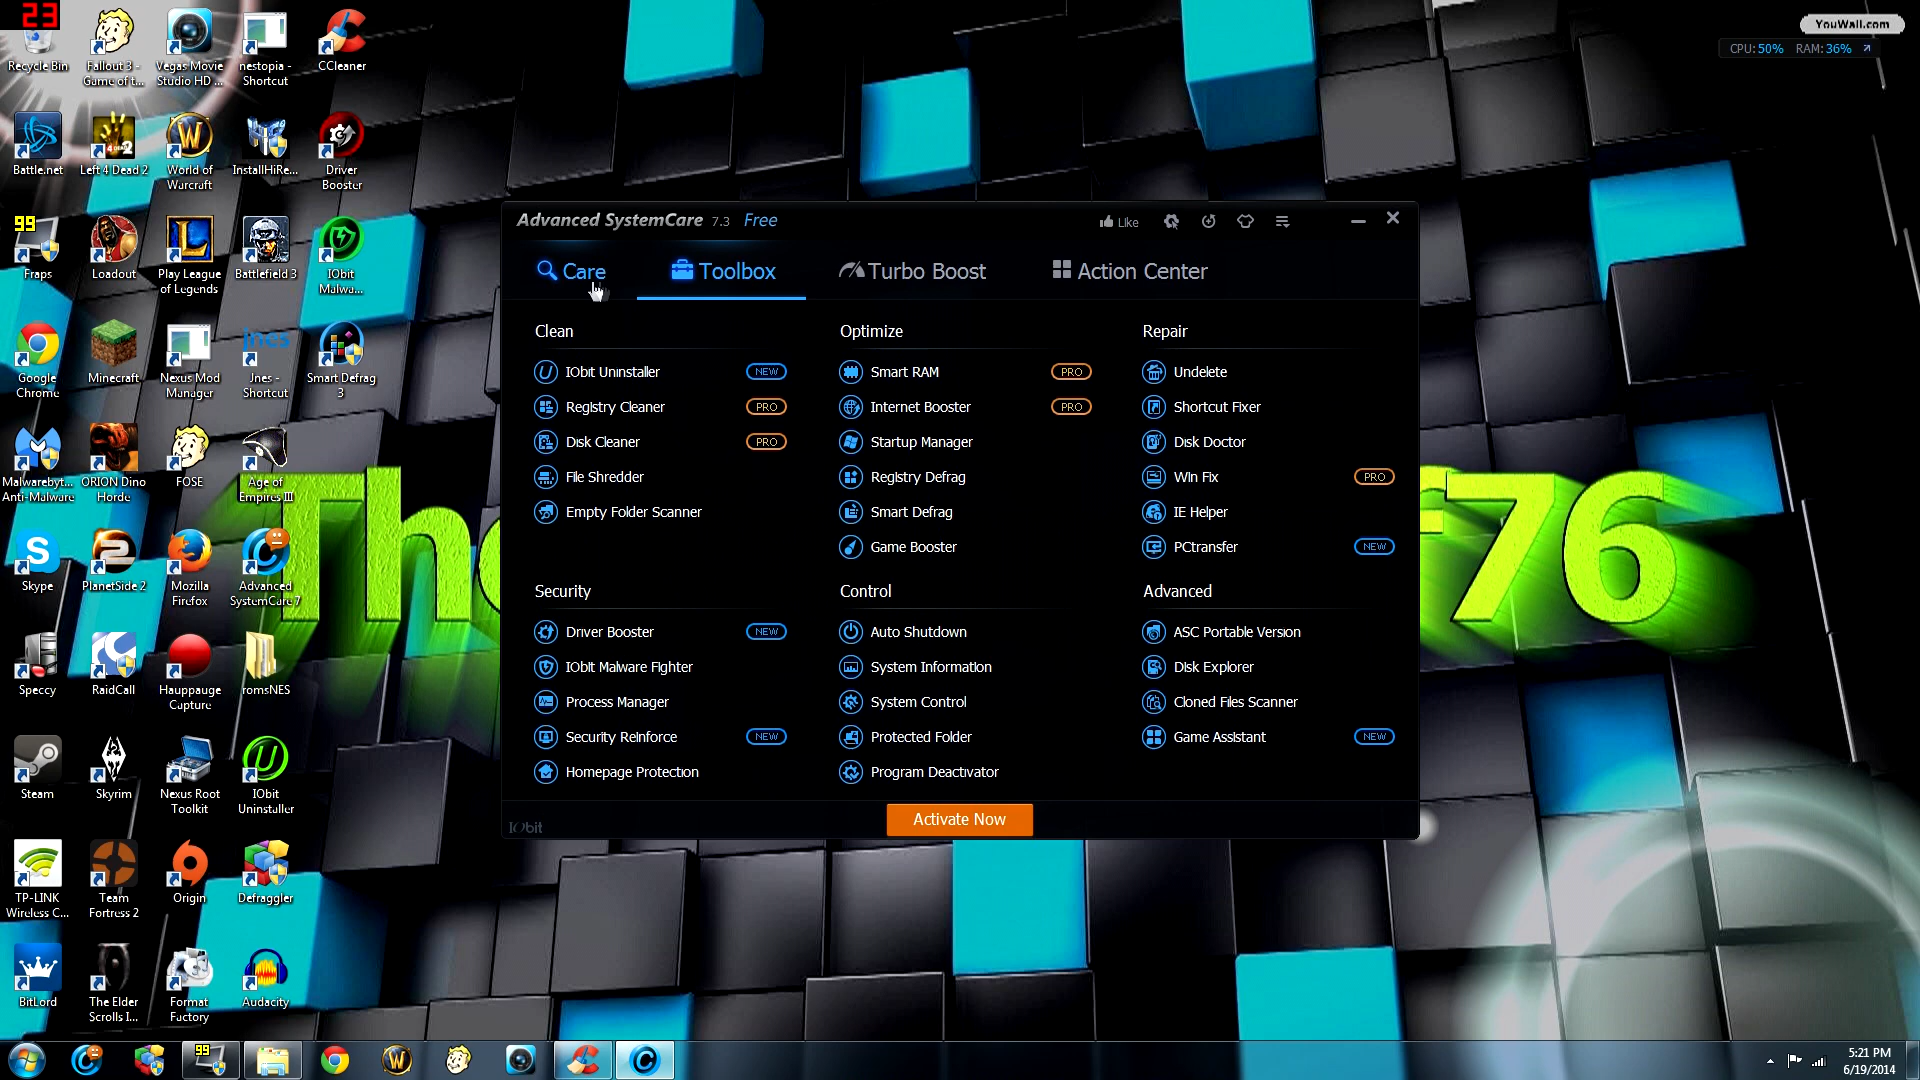 23
Recycle Bin
Fallout 3 -
Game of t...
Vegas Movie
Studio HD ...
nestopia -
Shortcut
CCleaner
YouWall.com
CPU: 50% RAM: 36%
Battle.net
Left 4 Dead 2
World of
Warcraft
InstallHiRe...
Driver
Booster
99
Fraps
Loadout
Play League
of Legends
Battlefield 3
IObit
Malwa...
Google
Chrome
Minecraft
Nexus Mod
Manager
jnes
Jnes -
Shortcut
Smart Defrag
3
Malwarebyt...
Anti-Malware
ORION Dino
Horde
FOSE
Age of
Empires III
Skype
PlanetSide 2
Mozilla
Firefox
Advanced
SystemCare 7
Speccy
RaidCall
Hauppauge
Capture
romsNES
Steam
Skyrim
Nexus Root
Toolkit
IObit
Uninstaller
TP-LINK
Wireless C...
Team
Fortress 2
Origin
Defraggler
BitLord
The Elder
Scrolls I...
Format
Factory
Audacity
The
f76
Advanced SystemCare 7.3 Free
Like
Care
Toolbox
Turbo Boost
Action Center
Clean
IObit Uninstaller NEW
Registry Cleaner PRO
Disk Cleaner PRO
File Shredder
Empty Folder Scanner
Optimize
Smart RAM PRO
Internet Booster PRO
Startup Manager
Registry Defrag
Smart Defrag
Game Booster
Repair
Undelete
Shortcut Fixer
Disk Doctor
Win Fix PRO
IE Helper
PCtransfer NEW
Security
Driver Booster NEW
IObit Malware Fighter
Process Manager
Security Reinforce NEW
Homepage Protection
Control
Auto Shutdown
System Information
System Control
Protected Folder
Program Deactivator
Advanced
ASC Portable Version
Disk Explorer
Cloned Files Scanner
Game Assistant NEW
IObit
Activate Now
99
5:21 PM
6/19/2014